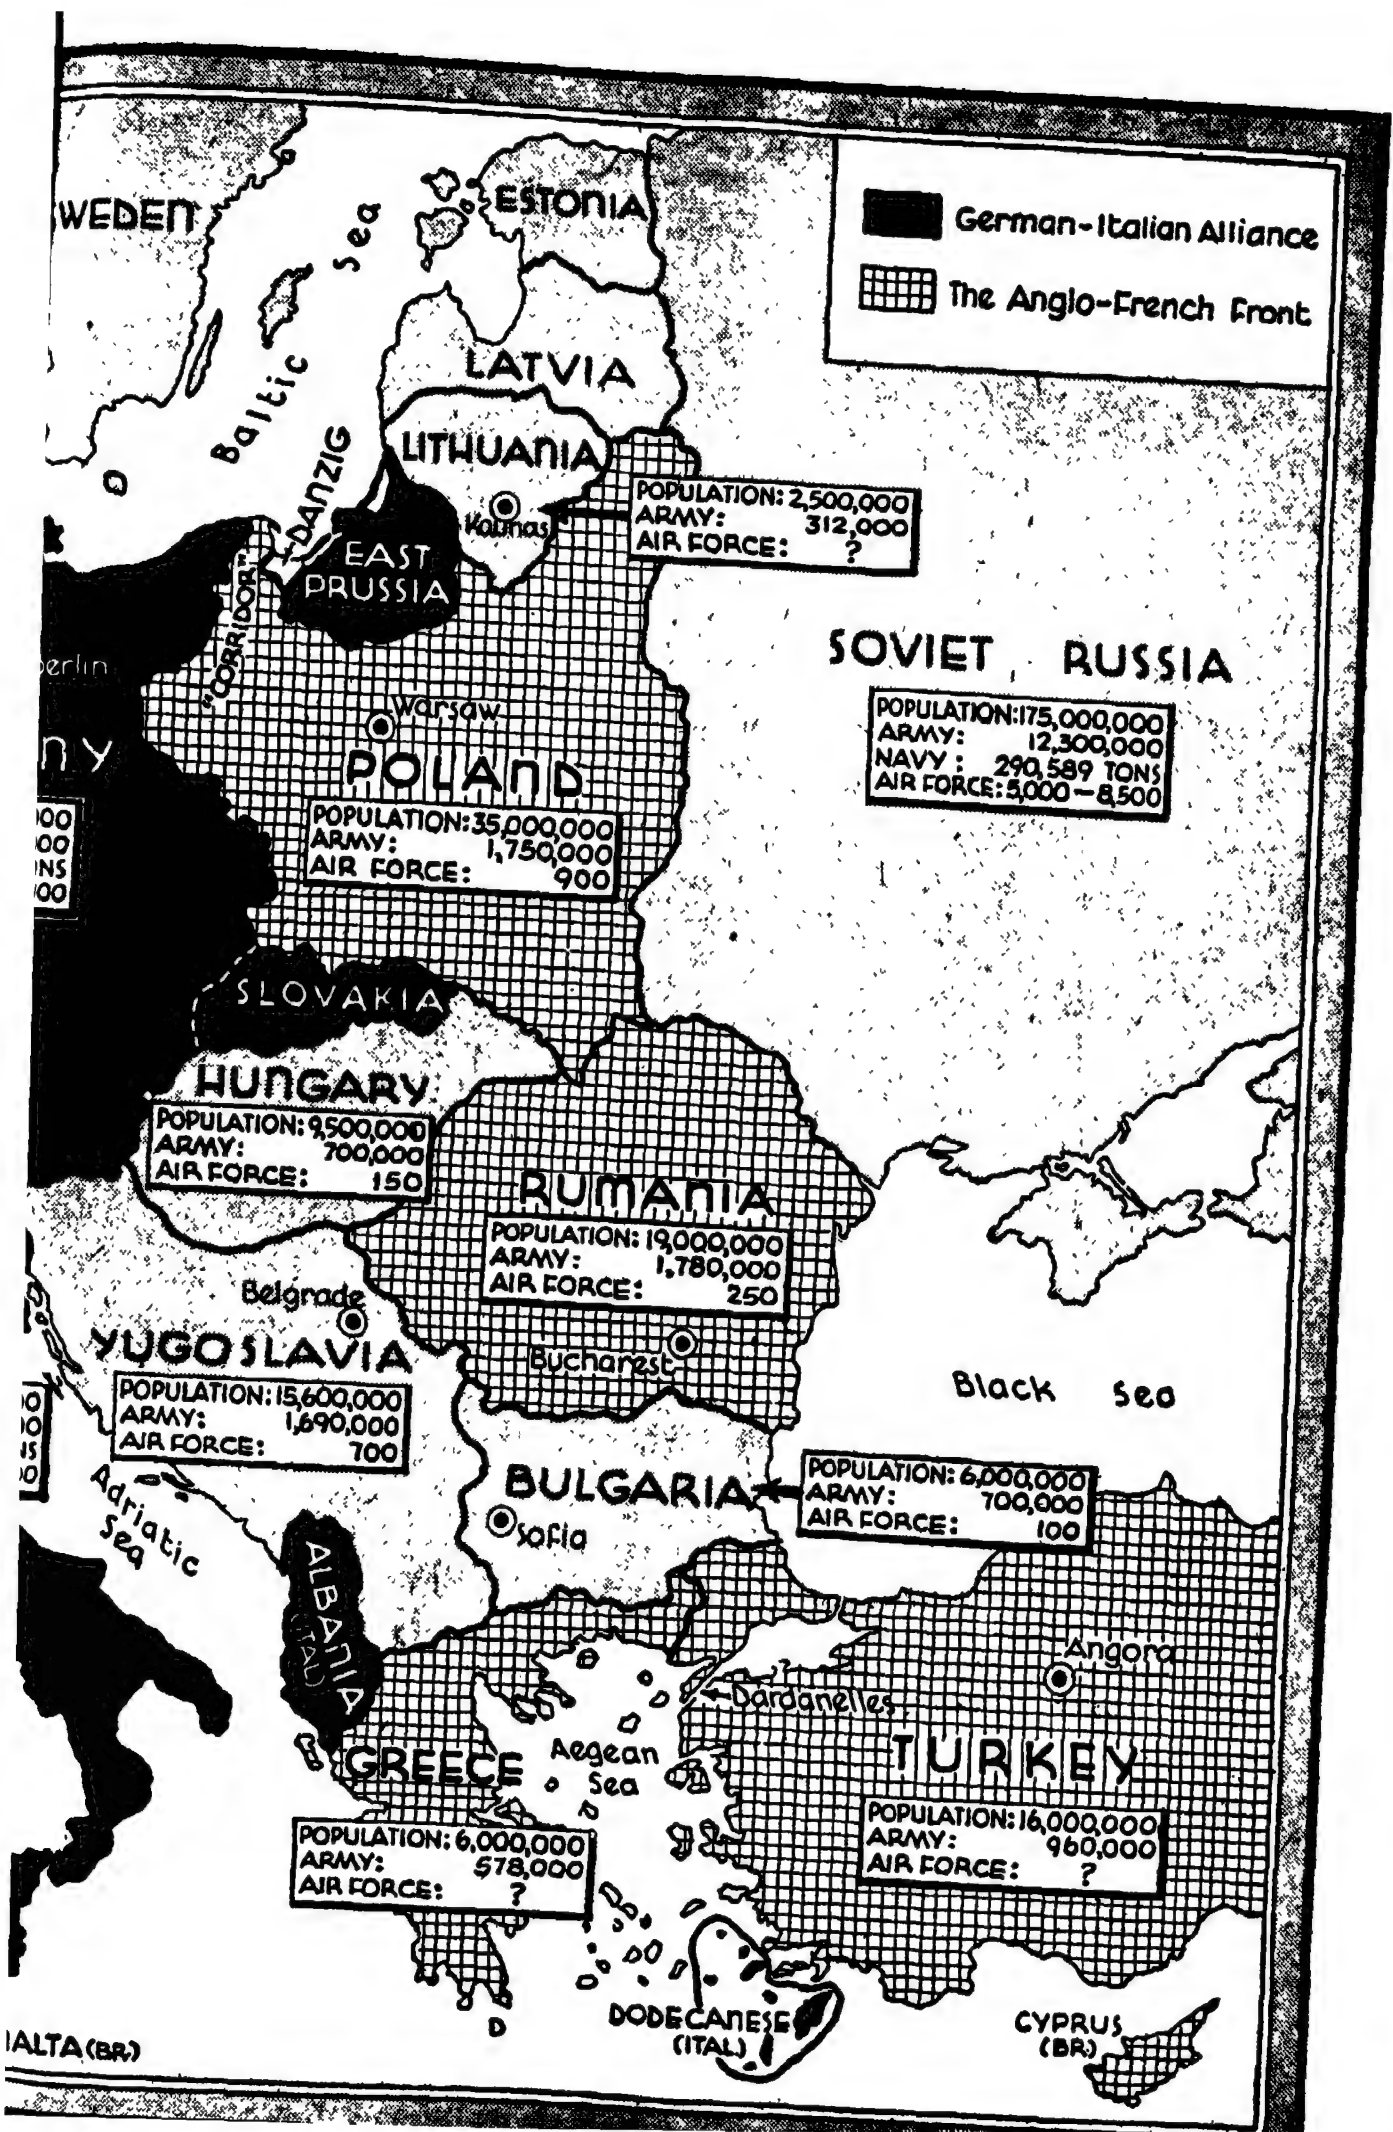 WEDEN
Baltic Sea
ESTONIA
German-Italian Alliance
The Anglo-French Front
LATVIA
LITHUANIA
Kaunas
POPULATION: 2,500,000
ARMY: 312,000
AIR FORCE: ?
DANZIG
EAST
PRUSSIA
"CORRIDOR"
erlin
ny
000
000
ONS
000
Warsaw
POLAND
POPULATION: 35,000,000
ARMY: 1,750,000
AIR FORCE: 900
SOVIET RUSSIA
POPULATION: 175,000,000
ARMY: 12,300,000
NAVY: 290,589 TONS
AIR FORCE: 5,000-8,500
SLOVAKIA
HUNGARY
POPULATION: 9,500,000
ARMY: 700,000
AIR FORCE: 150
RUMANIA
POPULATION: 19,000,000
ARMY: 1,780,000
AIR FORCE: 250
Bucharest
Belgrade
YUGOSLAVIA
POPULATION: 15,600,000
ARMY: 1,690,000
AIR FORCE: 700
Black Sea
Adriatic
Sea
BULGARIA
Sofia
POPULATION: 6,000,000
ARMY: 700,000
AIR FORCE: 100
ALBANIA
(ITAL)
Angora
Dardanelles
GREECE
Aegean
Sea
TURKEY
POPULATION: 16,000,000
ARMY: 960,000
AIR FORCE: ?
POPULATION: 6,000,000
ARMY: 578,000
AIR FORCE: ?
DODECANESE
(ITAL)
CYPRUS
(BR)
ALTA (BR)